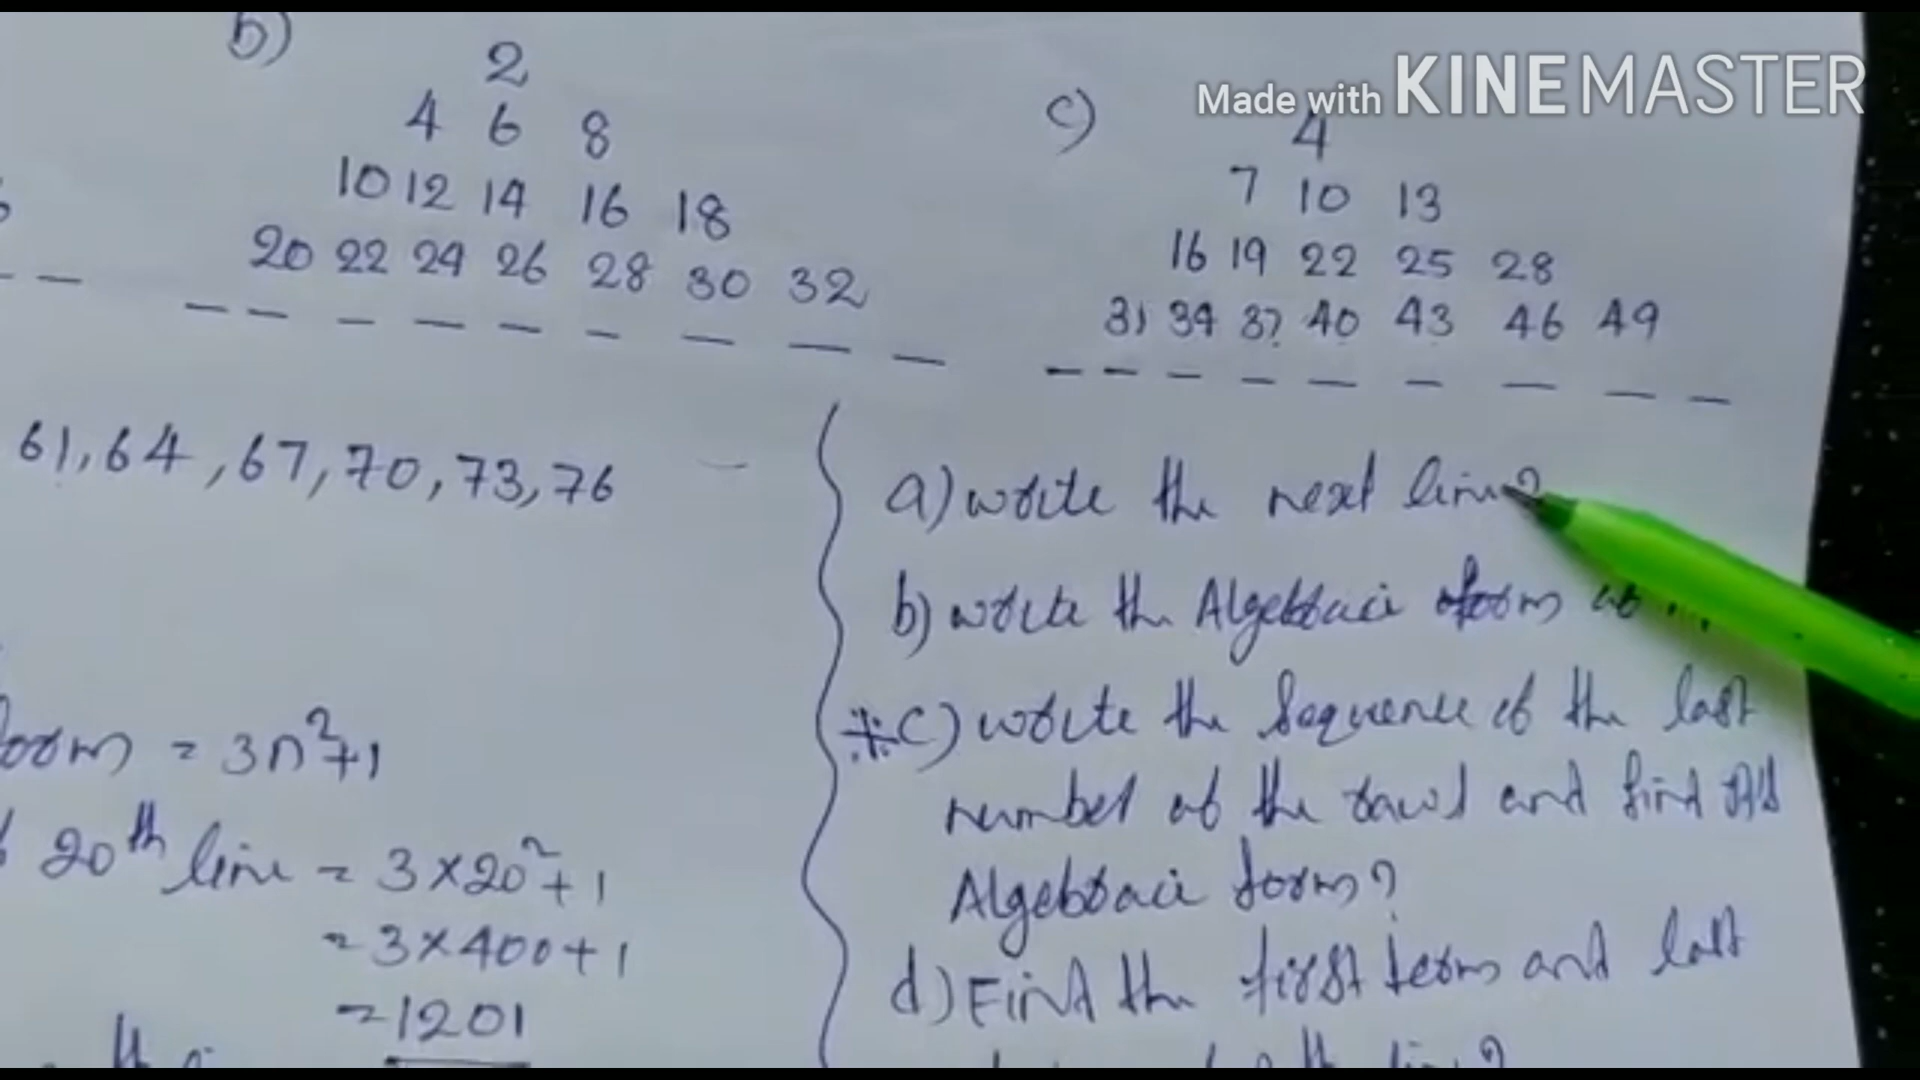 Made with KINEMASTER
b)
2
4 6 8
10 12 14 16 18
20 22 24 26 28 30 32
c)
4
7 10 13
16 19 22 25 28
31 34 37 40 43 46 49
61, 64, 67, 70, 73, 76
= 3n²+1
20th line = 3×20²+1
= 3×400+1
= 1201
a) write the next line?
b) write the Algebraic form
*c) write the sequence of the last
number of the and find
Algebraic form?
d) Find the first term and last